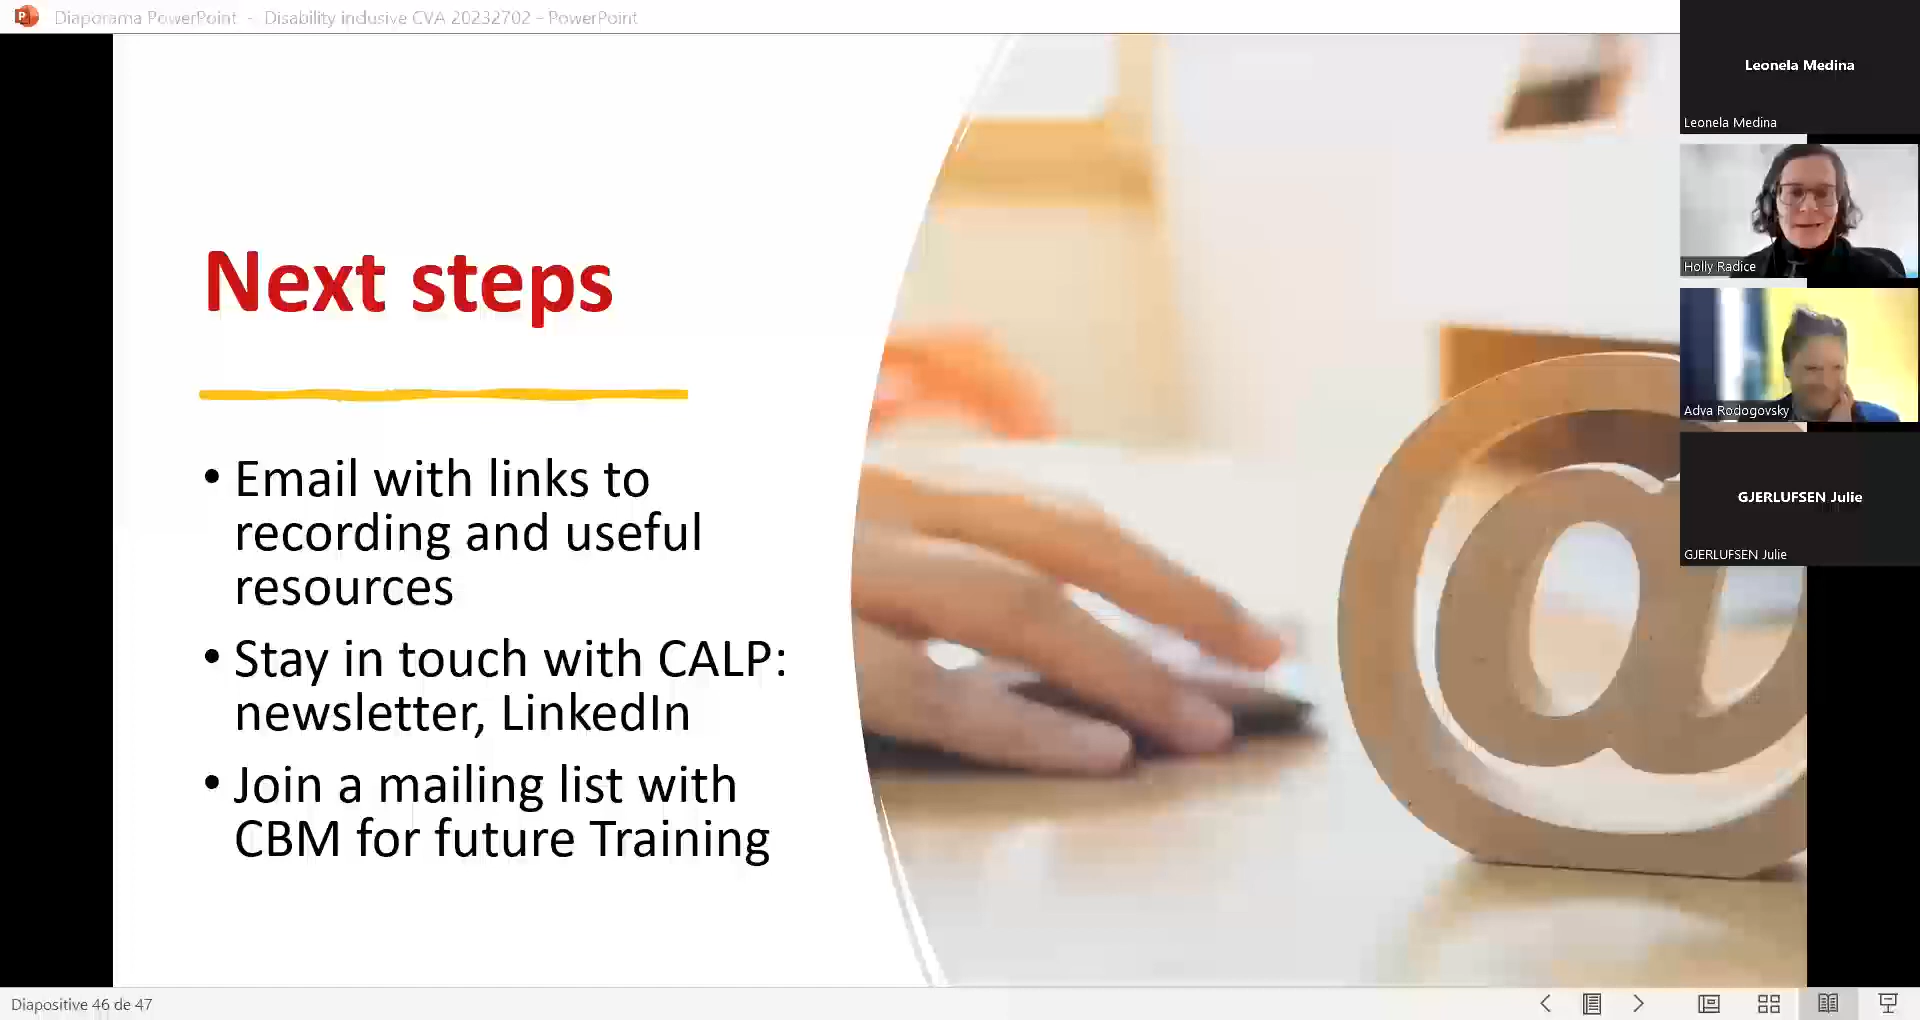 Diaporama PowerPoint - Disability inclusive CVA 20232702 - PowerPoint
Next steps
• Email with links to
recording and useful
resources
• Stay in touch with CALP:
newsletter, LinkedIn
• Join a mailing list with
CBM for future Training
Leonela Medina
Leonela Medina
Holly Radice
Adva Rodogovsky
GJERLUFSEN Julie
GJERLUFSEN Julie
Diapositive 46 de 47